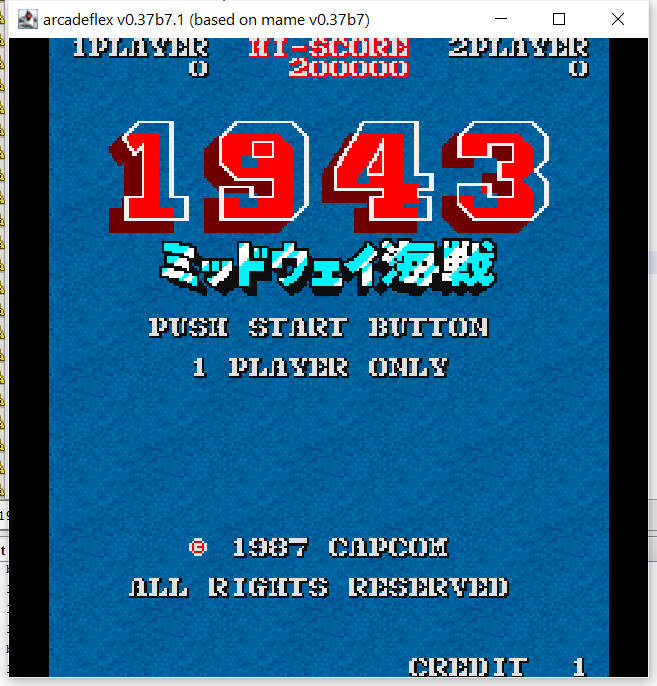 arcadeflex v0.37b7.1 (based on mame v0.37b7)
1PLAYER HI-SCORE 2PLAYER
0 200000 0
1943
ミッドウェイ海戦
PUSH START BUTTON
1 PLAYER ONLY
© 1987 CAPCOM
ALL RIGHTS RESERVED
CREDIT 1